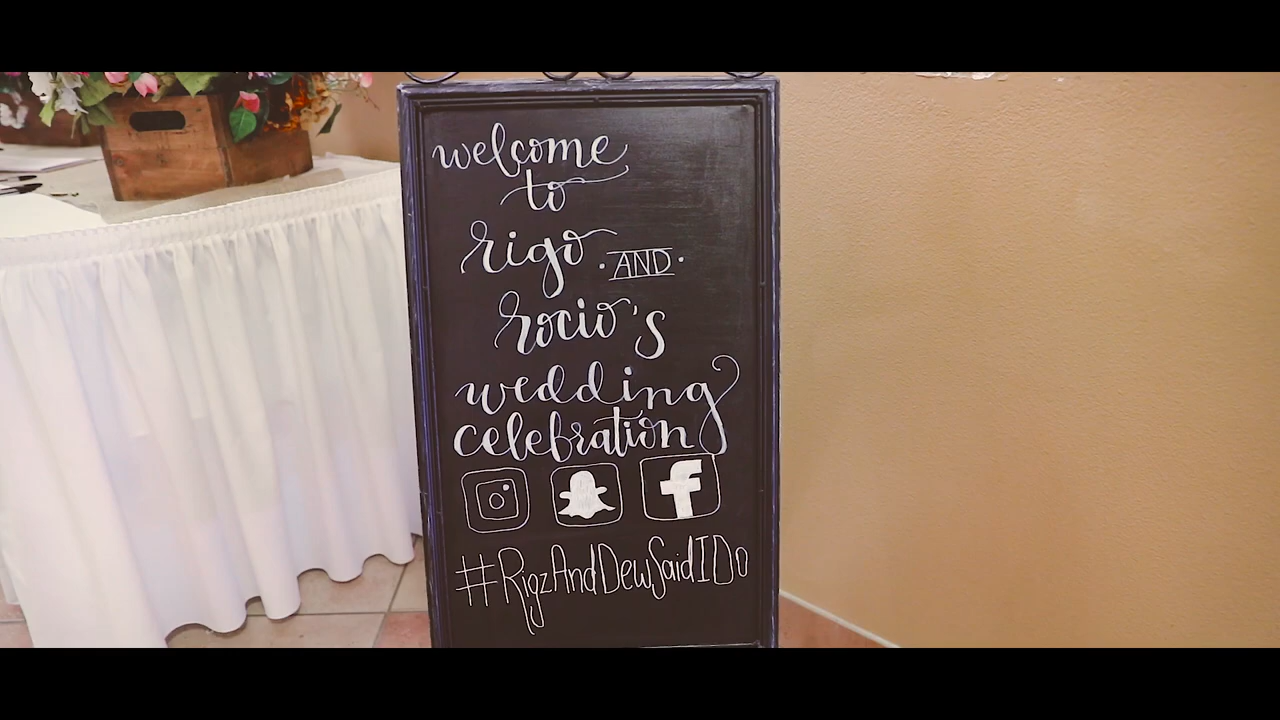 welcome
to
rigo • AND •
rocio's
wedding
celebration
f
#RigzAndDewSaidIDo